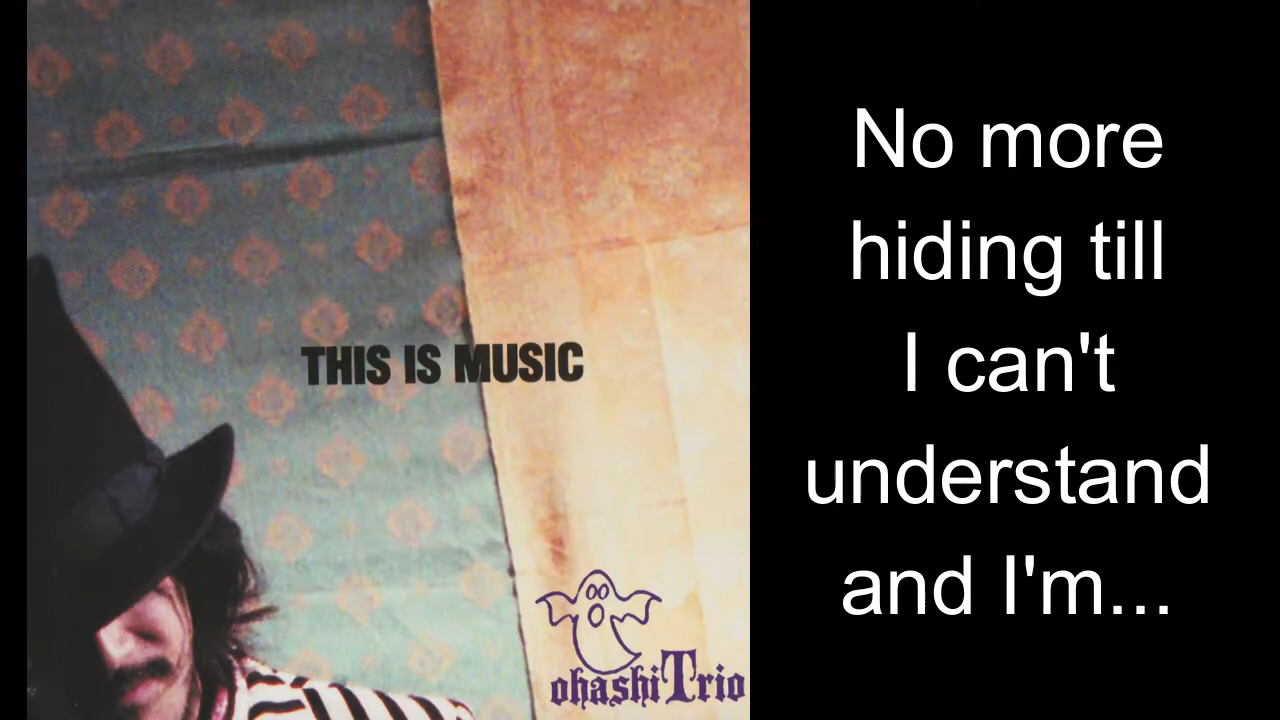 THIS IS MUSIC
ohashiTrio
No more
hiding till
I can't
understand
and I'm...